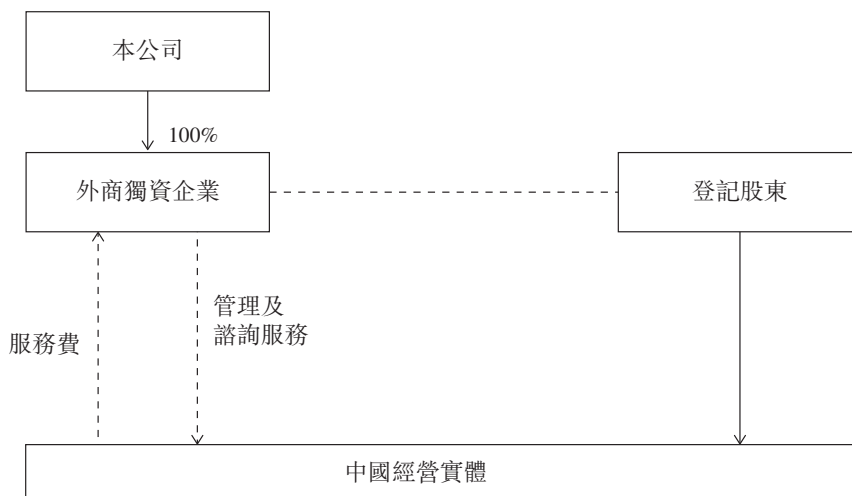 本公司
100%
外商獨資企業
登記股東
管理及
諮詢服務
服務費
中國經營實體